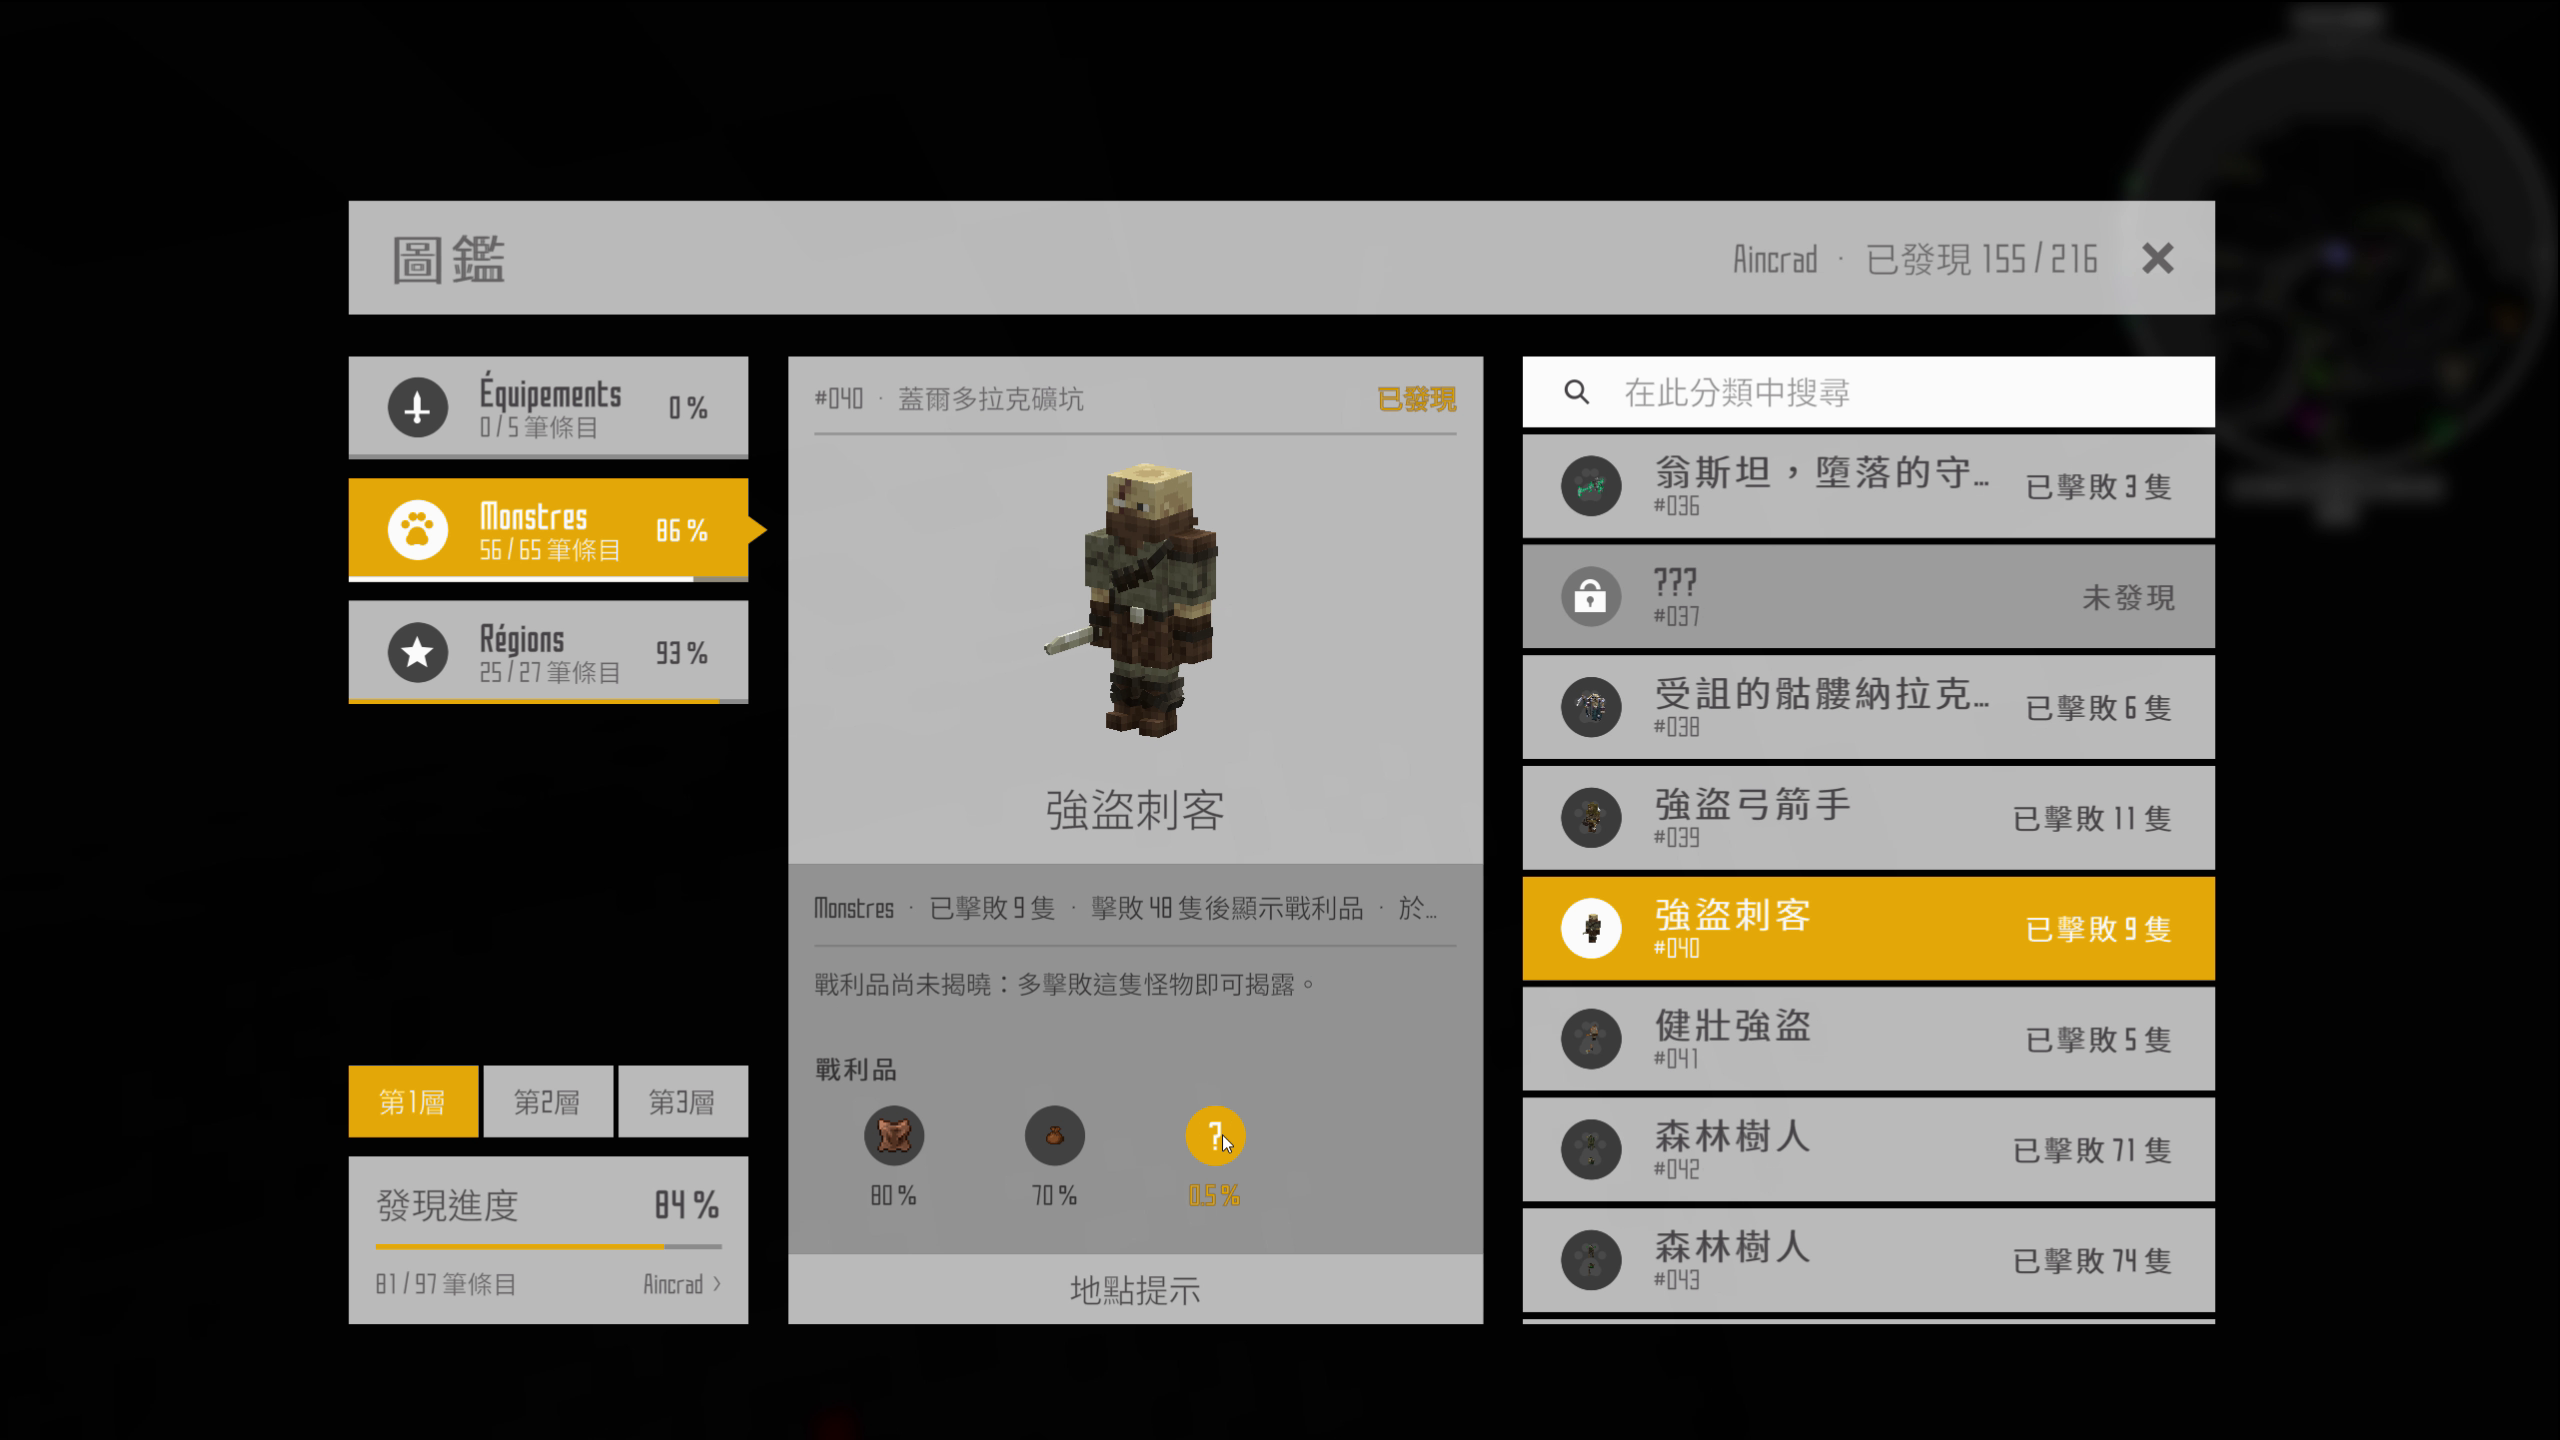 圖鑑
Aincrad · 已發現 155 / 216
Équipements
0 / 5 筆條目
0 %
Monstres
56 / 65 筆條目
86 %
Régions
25 / 27 筆條目
93 %
第1層
第2層
第3層
發現進度
84 %
81 / 97 筆條目
Aincrad >
#040 · 蓋爾多拉克礦坑
已發現
強盜刺客
Monstres · 已擊敗 9 隻 · 擊敗 48 隻後顯示戰利品 · 於...
戰利品尚未揭曉：多擊敗這隻怪物即可揭露。
戰利品
?
80 %
70 %
0.5 %
地點提示
在此分類中搜尋
翁斯坦，墮落的守...
#036
已擊敗 3 隻
???
#037
未發現
受詛的骷髏納拉克...
#038
已擊敗 6 隻
強盜弓箭手
#039
已擊敗 11 隻
強盜刺客
#040
已擊敗 9 隻
健壯強盜
#041
已擊敗 5 隻
森林樹人
#042
已擊敗 71 隻
森林樹人
#043
已擊敗 74 隻